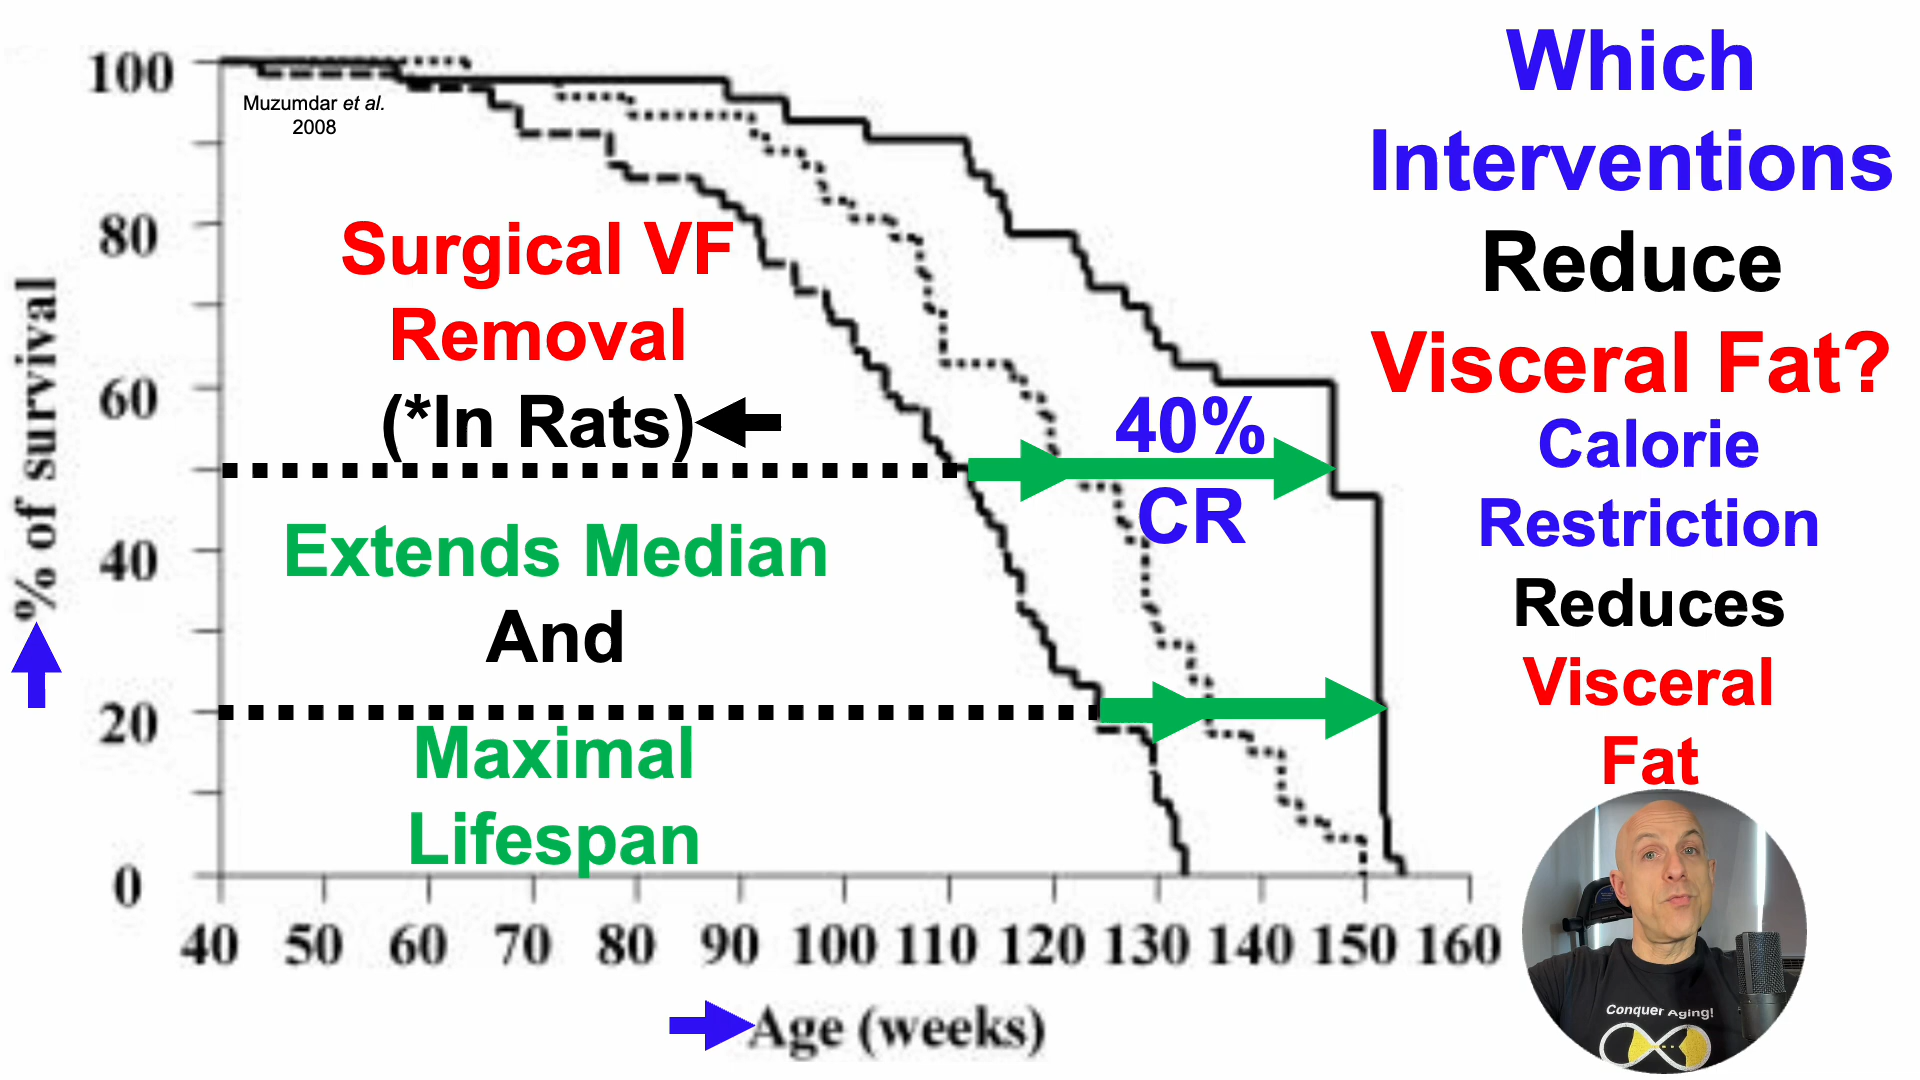 Which
Interventions
Reduce
Visceral Fat?
Calorie
Restriction
Reduces
Visceral
Fat
Muzumdar et al.
2008
Surgical VF
Removal
(*In Rats)
Extends Median
And
Maximal
Lifespan
40%
CR
% of survival
100
80
60
40
20
0
40 50 60 70 80 90 100 110 120 130 140 150 160
Age (weeks)
Conquer Aging!